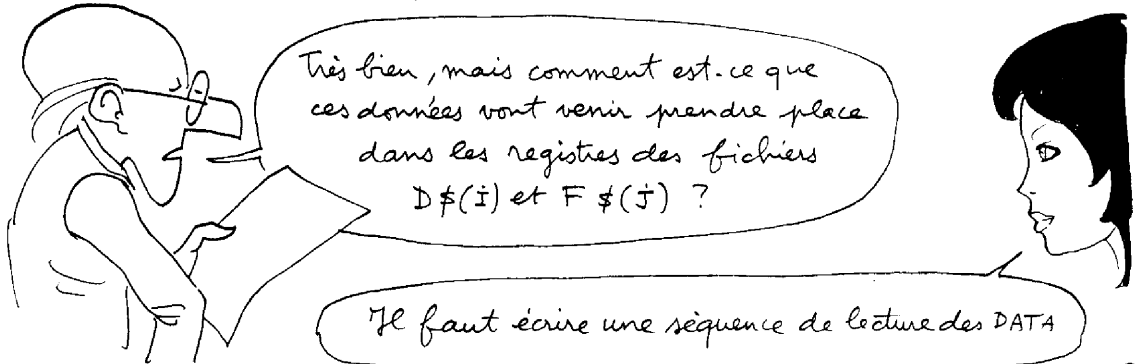 Très bien, mais comment est-ce que
ces données vont venir prendre place
dans les registres des fichiers
D$(i) et F $(j) ?
Il faut écrire une séquence de lecture des DATA